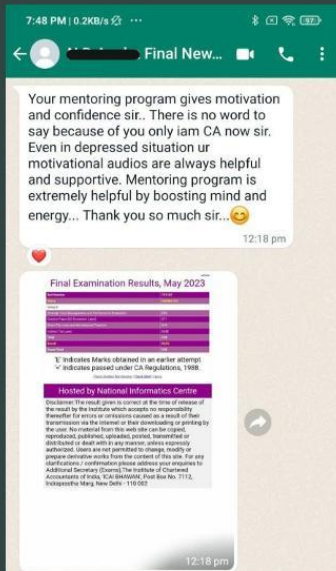 7:48 PM | 0.2KB/s
97
Final New...
Your mentoring program gives motivation
and confidence sir.. There is no word to
say because of you only iam CA now sir.
Even in depressed situation ur
motivational audios are always helpful
and supportive. Mentoring program is
extremely helpful by boosting mind and
energy... Thank you so much sir...😊
12:18 pm
Final Examination Results, May 2023
'E' Indicates Marks obtained in an earlier attempt.
Indicates passed under CA Regulations, 1988.
Hosted by National Informatics Centre
Disclaimer: The result given is correct at the time of release of
the result by the Institute which accepts no responsibility
thereafter for errors or omissions caused as a result of their
transmission via the internet or their downloading or printing by
the user. No material from this web site can be copied,
reproduced, published, uploaded, posted, transmitted or
distributed or dealt with in any manner, unless expressly
authorized. Users are not permitted to change, modify or
prepare derivative works from the content of this site. For any
clarifications / confirmation please address your enquiries to
Additional Secretary (Exams),The Institute of Chartered
Accountants of India, 'ICAI BHAWAN', Post Box No. 7112,
Indraprastha Marg, New Delhi - 110 002
12:18 pm